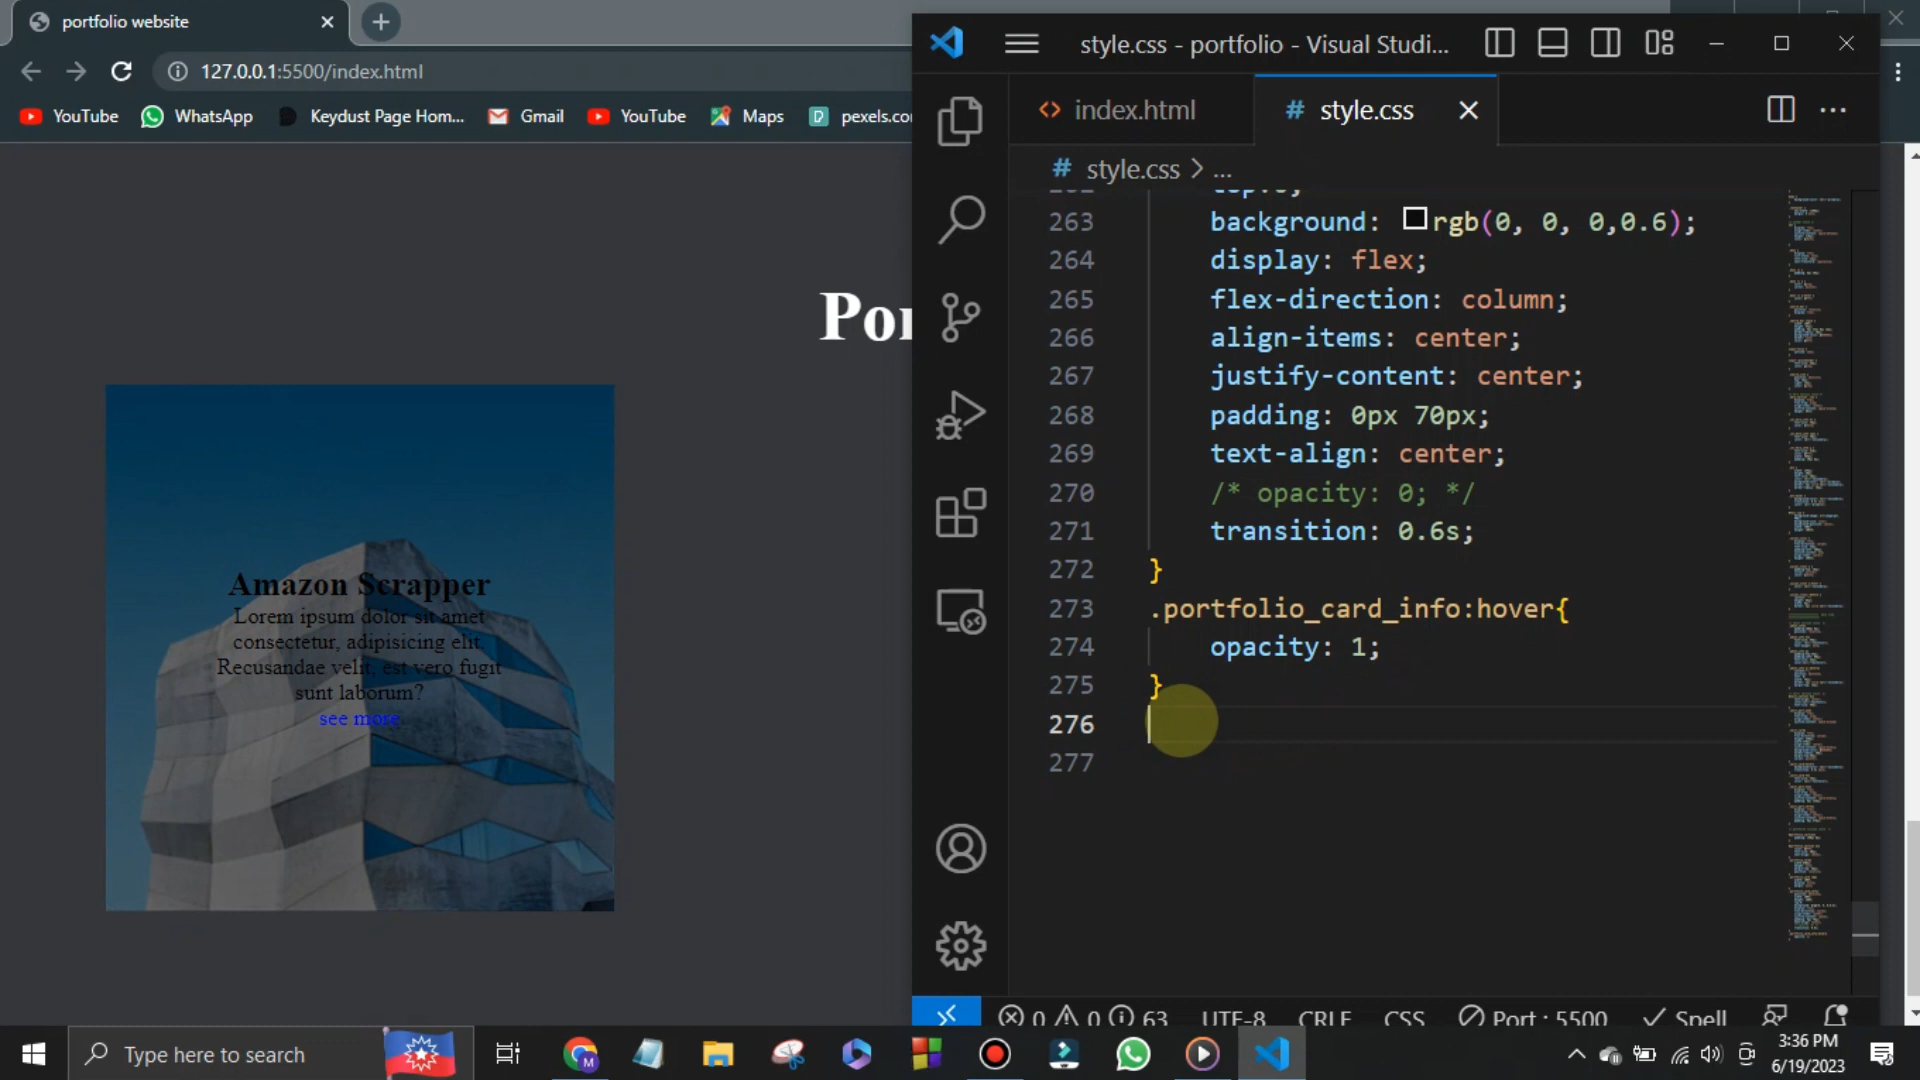 portfolio website
127.0.0.1:5500/index.html
YouTube WhatsApp Keydust Page Hom... Gmail YouTube Maps pexels.co
Por
Amazon Scrapper
Lorem ipsum dolor sit amet
consectetur, adipisicing elit.
Recusandae velit, est vero fugit
sunt laborum?
see more
style.css - portfolio - Visual Studi...
index.html # style.css
# style.css > ...
263 background: rgb(0, 0, 0,0.6);
264 display: flex;
265 flex-direction: column;
266 align-items: center;
267 justify-content: center;
268 padding: 0px 70px;
269 text-align: center;
270 /* opacity: 0; */
271 transition: 0.6s;
272 }
273 .portfolio_card_info:hover{
274 opacity: 1;
275 }
276
277
0 0 63 UTF-8 CRLF CSS Port : 5500 Spell
Type here to search
3:36 PM
6/19/2023